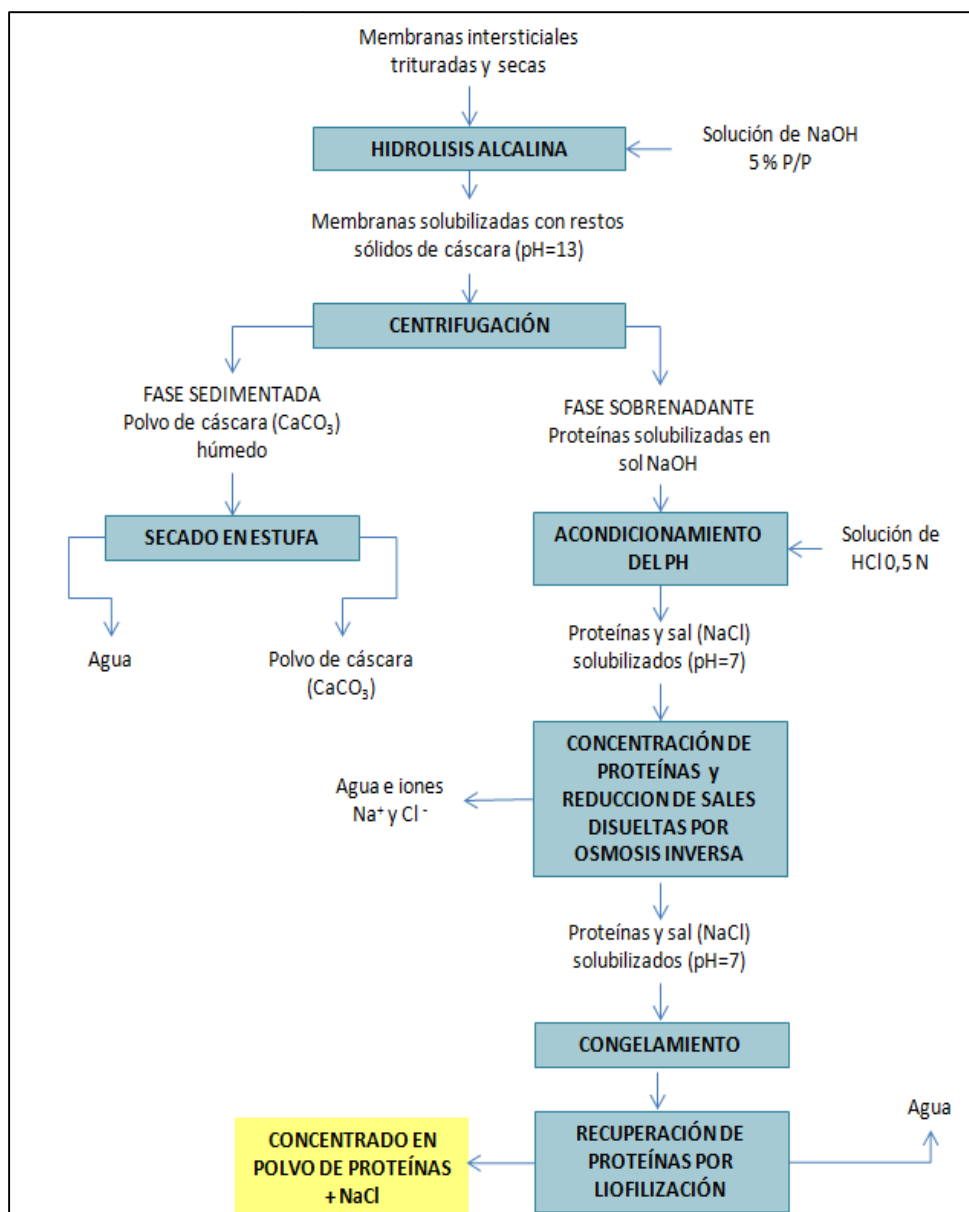 Membranas intersticiales
trituradas y secas
HIDROLISIS ALCALINA
Solución de NaOH
5 % P/P
Membranas solubilizadas con restos
sólidos de cáscara (pH=13)
CENTRIFUGACIÓN
FASE SEDIMENTADA
Polvo de cáscara (CaCO₃)
húmedo
FASE SOBRENADANTE
Proteínas solubilizadas en
sol NaOH
SECADO EN ESTUFA
ACONDICIONAMIENTO
DEL PH
Solución de
HCl 0,5 N
Agua
Polvo de cáscara
(CaCO₃)
Proteínas y sal (NaCl)
solubilizados (pH=7)
CONCENTRACIÓN DE
PROTEÍNAS y
REDUCCION DE SALES
DISUELTAS POR
OSMOSIS INVERSA
Agua e iones
Na⁺ y Cl⁻
Proteínas y sal (NaCl)
solubilizados (pH=7)
CONGELAMIENTO
RECUPERACIÓN DE
PROTEÍNAS POR
LIOFILIZACIÓN
Agua
CONCENTRADO EN
POLVO DE PROTEÍNAS
+ NaCl